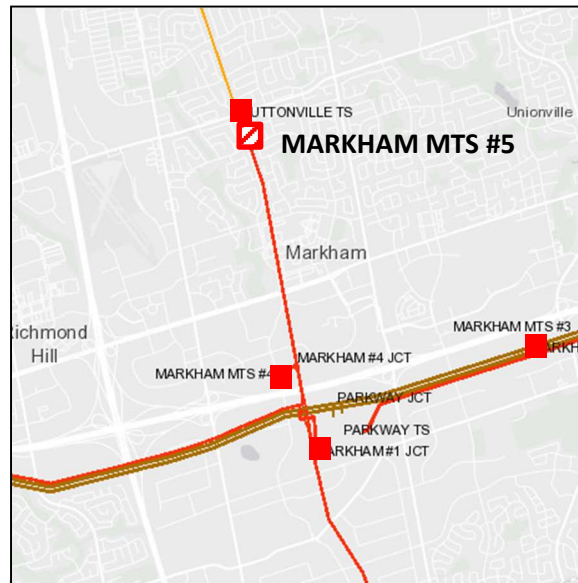 UTTONVILLE TS
Unionville
MARKHAM MTS #5
Markham
Richmond
Hill
MARKHAM MTS #3
MARKHAM #4 JCT
MARKHAM MTS #4
PARKWAY JCT
PARKWAY TS
ARKHAM #1 JCT